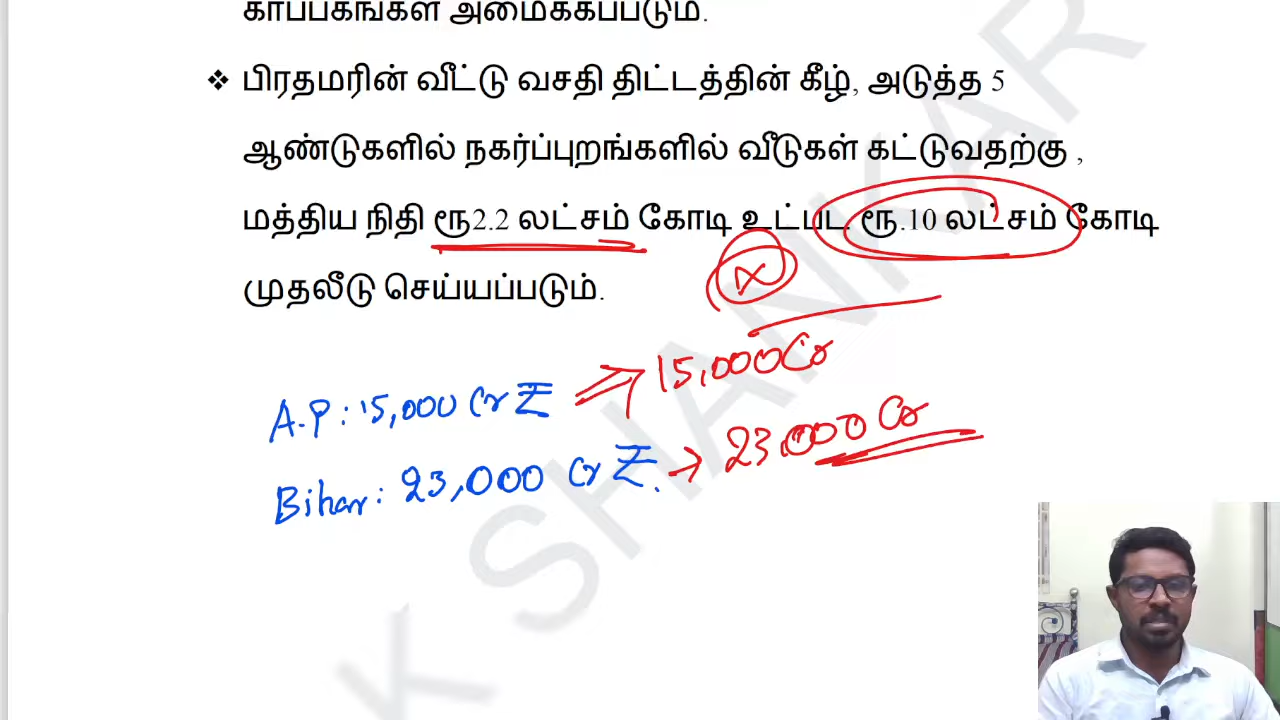 காப்பகங்கள் அமைக்கப்படும்.
❖ பிரதமரின் வீட்டு வசதி திட்டத்தின் கீழ், அடுத்த 5
ஆண்டுகளில் நகர்ப்புறங்களில் வீடுகள் கட்டுவதற்கு ,
மத்திய நிதி ரூ2.2 லட்சம் கோடி உட்பட ரூ.10 லட்சம் கோடி
முதலீடு செய்யப்படும்.
A.P: 15,000 Cr ₹ ⇒ 15,000 Cr
Bihar: 23,000 Cr ₹. → 23,000 Cr
K SHANKAR